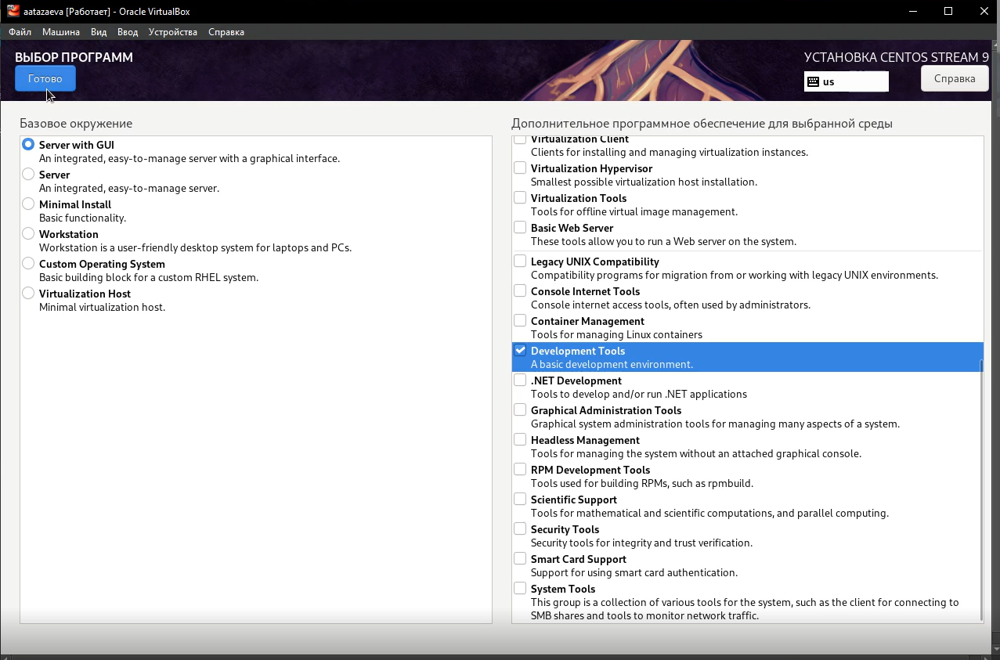 aatazaeva [Работает] - Oracle VirtualBox
Файл Машина Вид Ввод Устройства Справка
ВЫБОР ПРОГРАММ
Готово
УСТАНОВКА CENTOS STREAM 9
us
Справка
Базовое окружение
Server with GUI
An integrated, easy-to-manage server with a graphical interface.
Server
An integrated, easy-to-manage server.
Minimal Install
Basic functionality.
Workstation
Workstation is a user-friendly desktop system for laptops and PCs.
Custom Operating System
Basic building block for a custom RHEL system.
Virtualization Host
Minimal virtualization host.
Дополнительное программное обеспечение для выбранной среды
Virtualization Client
Clients for installing and managing virtualization instances.
Virtualization Hypervisor
Smallest possible virtualization host installation.
Virtualization Tools
Tools for offline virtual image management.
Basic Web Server
These tools allow you to run a Web server on the system.
Legacy UNIX Compatibility
Compatibility programs for migration from or working with legacy UNIX environments.
Console Internet Tools
Console internet access tools, often used by administrators.
Container Management
Tools for managing Linux containers
Development Tools
A basic development environment.
.NET Development
Tools to develop and/or run .NET applications
Graphical Administration Tools
Graphical system administration tools for managing many aspects of a system.
Headless Management
Tools for managing the system without an attached graphical console.
RPM Development Tools
Tools used for building RPMs, such as rpmbuild.
Scientific Support
Tools for mathematical and scientific computations, and parallel computing.
Security Tools
Security tools for integrity and trust verification.
Smart Card Support
Support for using smart card authentication.
System Tools
This group is a collection of various tools for the system, such as the client for connecting to
SMB shares and tools to monitor network traffic.